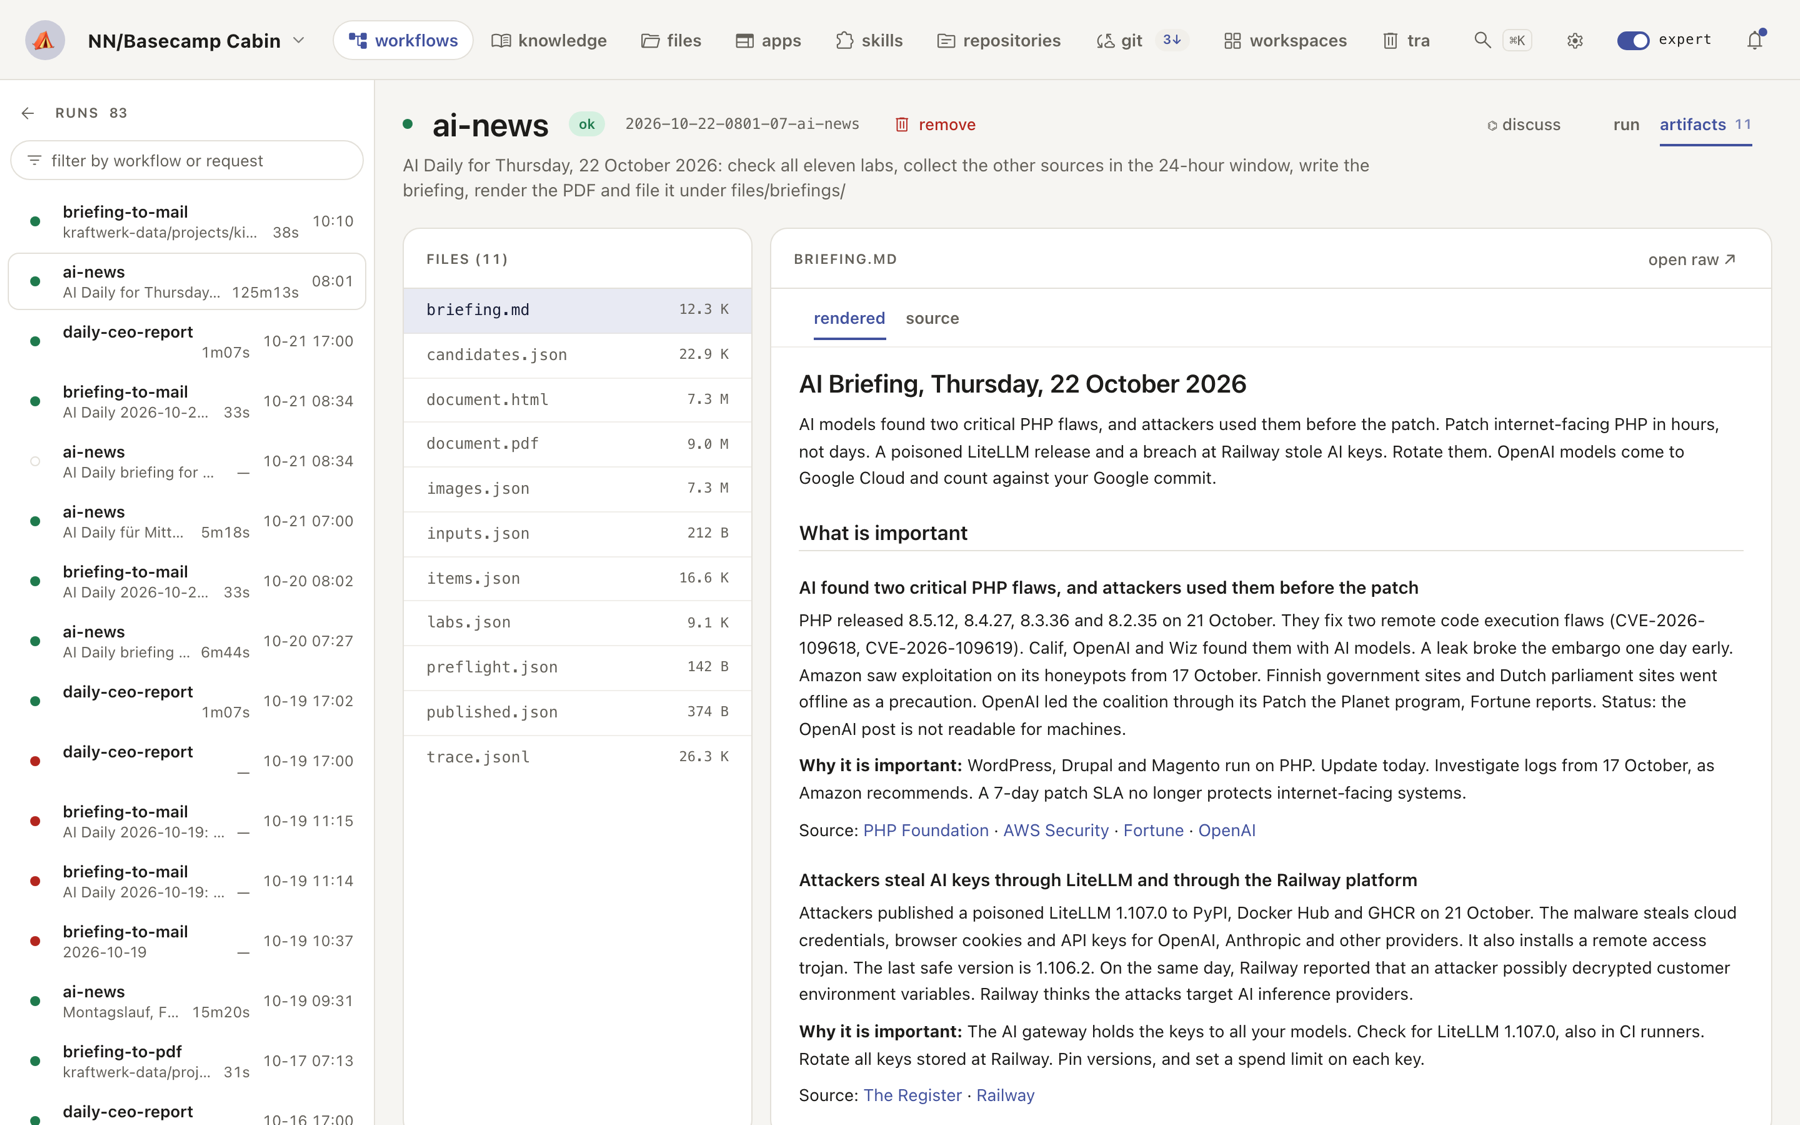 NN/Basecamp Cabin
workflows
knowledge
files
apps
skills
repositories
git 3↓
workspaces
tra
⌘K
expert
RUNS 83
filter by workflow or request
briefing-to-mail
kraftwerk-data/projects/ki... 38s 10:10
ai-news
AI Daily for Thursday... 125m13s 08:01
daily-ceo-report
1m07s 10-21 17:00
briefing-to-mail
AI Daily 2026-10-2... 33s 10-21 08:34
ai-news
AI Daily briefing for ... — 10-21 08:34
ai-news
AI Daily für Mitt... 5m18s 10-21 07:00
briefing-to-mail
AI Daily 2026-10-2... 33s 10-20 08:02
ai-news
AI Daily briefing ... 6m44s 10-20 07:27
daily-ceo-report
1m07s 10-19 17:02
daily-ceo-report
— 10-19 17:00
briefing-to-mail
AI Daily 2026-10-19: ... — 10-19 11:15
briefing-to-mail
AI Daily 2026-10-19: ... — 10-19 11:14
briefing-to-mail
2026-10-19 — 10-19 10:37
ai-news
Montagslauf, F... 15m20s 10-19 09:31
briefing-to-pdf
kraftwerk-data/proj... 31s 10-17 07:13
daily-ceo-report
10-16 17:00
ai-news ok 2026-10-22-0801-07-ai-news remove
discuss run artifacts 11
AI Daily for Thursday, 22 October 2026: check all eleven labs, collect the other sources in the 24-hour window, write the
briefing, render the PDF and file it under files/briefings/
FILES (11)
briefing.md 12.3 K
candidates.json 22.9 K
document.html 7.3 M
document.pdf 9.0 M
images.json 7.3 M
inputs.json 212 B
items.json 16.6 K
labs.json 9.1 K
preflight.json 142 B
published.json 374 B
trace.jsonl 26.3 K
BRIEFING.MD
open raw ↗
rendered source
AI Briefing, Thursday, 22 October 2026
AI models found two critical PHP flaws, and attackers used them before the patch. Patch internet-facing PHP in hours,
not days. A poisoned LiteLLM release and a breach at Railway stole AI keys. Rotate them. OpenAI models come to
Google Cloud and count against your Google commit.
What is important
AI found two critical PHP flaws, and attackers used them before the patch
PHP released 8.5.12, 8.4.27, 8.3.36 and 8.2.35 on 21 October. They fix two remote code execution flaws (CVE-2026-
109618, CVE-2026-109619). Calif, OpenAI and Wiz found them with AI models. A leak broke the embargo one day early.
Amazon saw exploitation on its honeypots from 17 October. Finnish government sites and Dutch parliament sites went
offline as a precaution. OpenAI led the coalition through its Patch the Planet program, Fortune reports. Status: the
OpenAI post is not readable for machines.
Why it is important: WordPress, Drupal and Magento run on PHP. Update today. Investigate logs from 17 October, as
Amazon recommends. A 7-day patch SLA no longer protects internet-facing systems.
Source: PHP Foundation · AWS Security · Fortune · OpenAI
Attackers steal AI keys through LiteLLM and through the Railway platform
Attackers published a poisoned LiteLLM 1.107.0 to PyPI, Docker Hub and GHCR on 21 October. The malware steals cloud
credentials, browser cookies and API keys for OpenAI, Anthropic and other providers. It also installs a remote access
trojan. The last safe version is 1.106.2. On the same day, Railway reported that an attacker possibly decrypted customer
environment variables. Railway thinks the attacks target AI inference providers.
Why it is important: The AI gateway holds the keys to all your models. Check for LiteLLM 1.107.0, also in CI runners.
Rotate all keys stored at Railway. Pin versions, and set a spend limit on each key.
Source: The Register · Railway